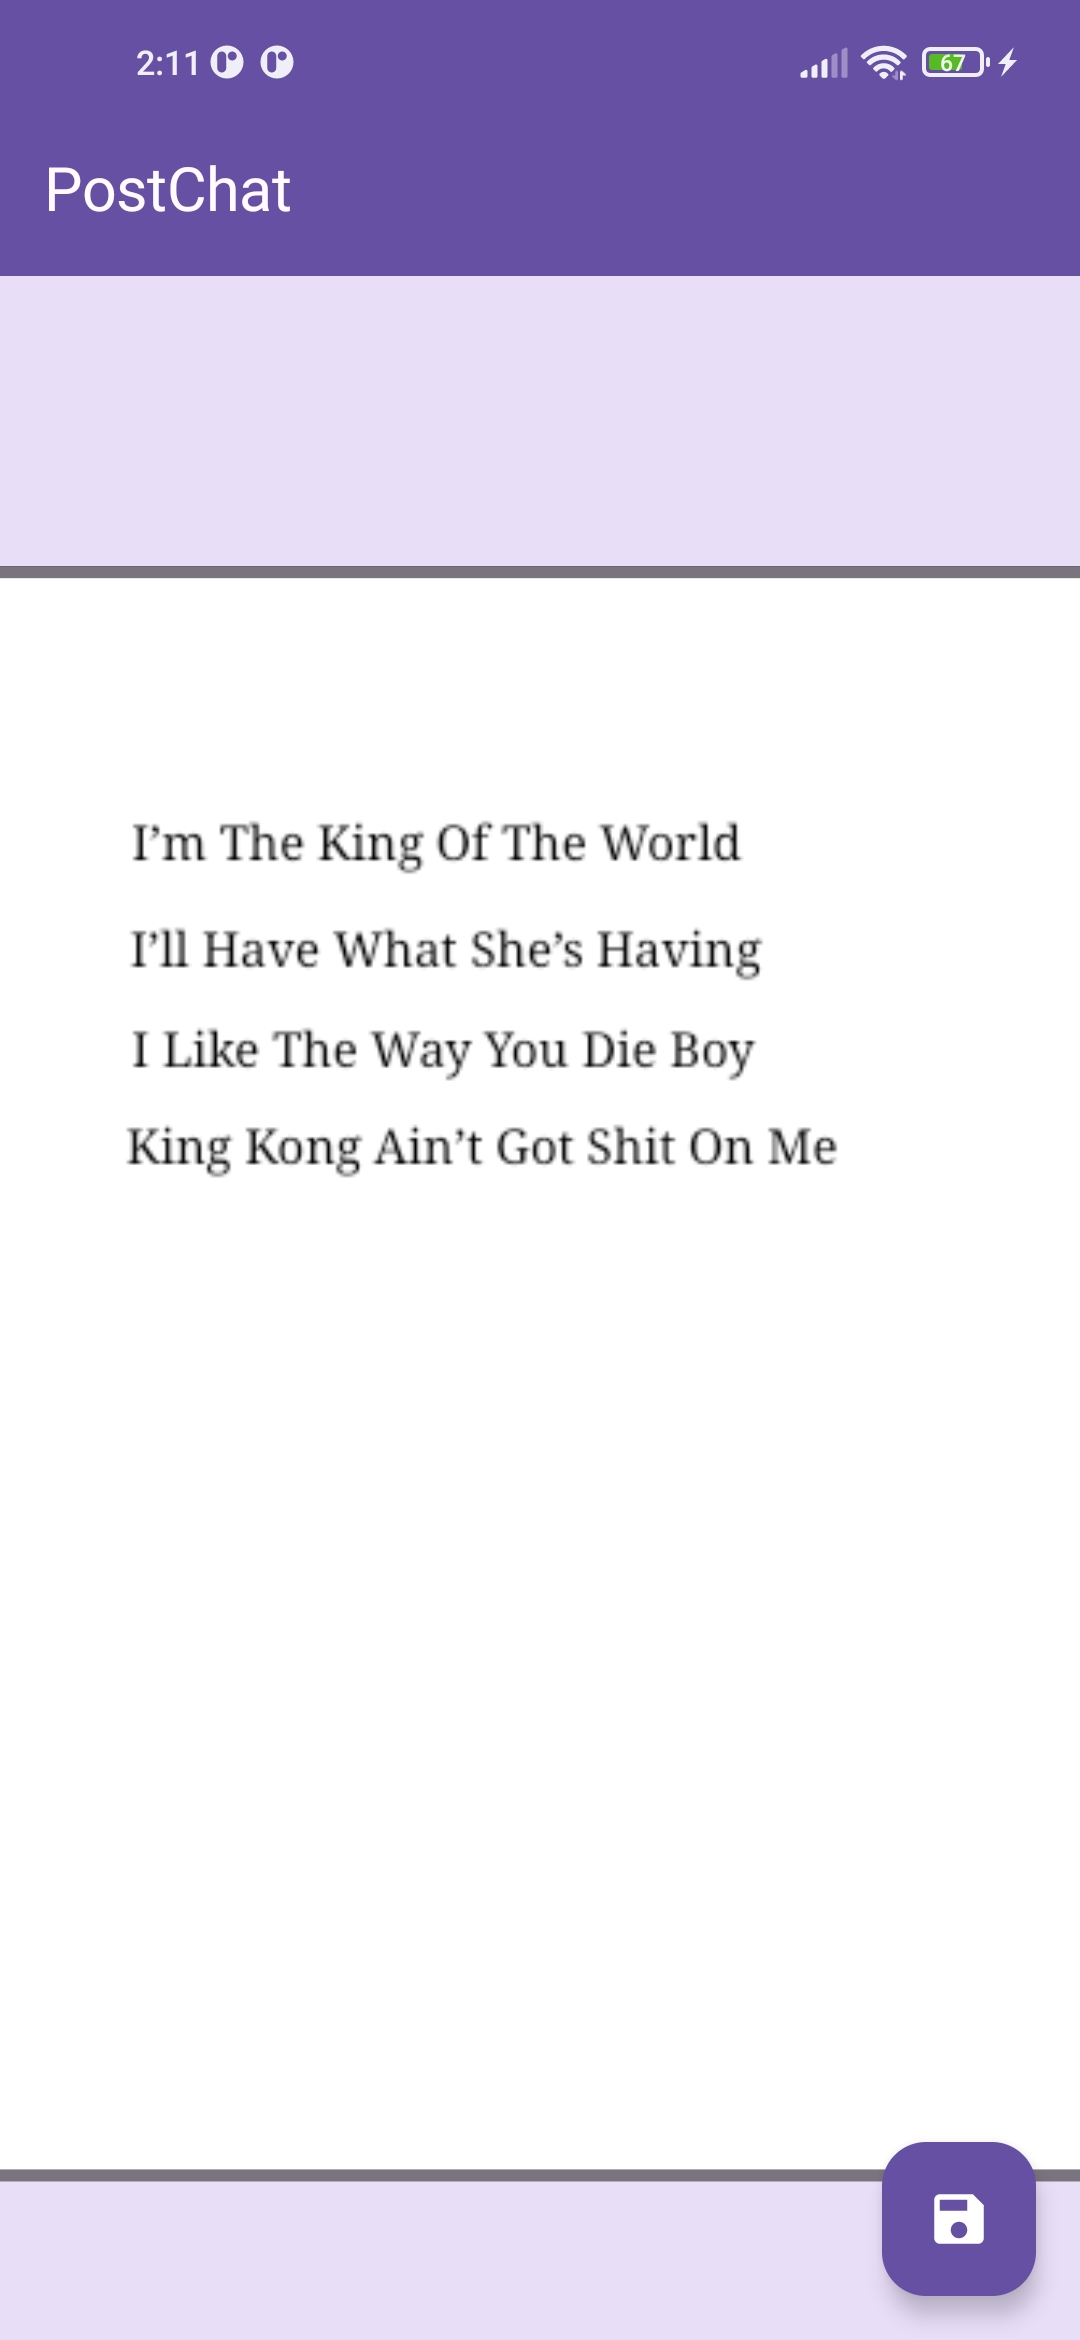 2:11
67
PostChat
I’m The King Of The World
I’ll Have What She’s Having
I Like The Way You Die Boy
King Kong Ain’t Got Shit On Me